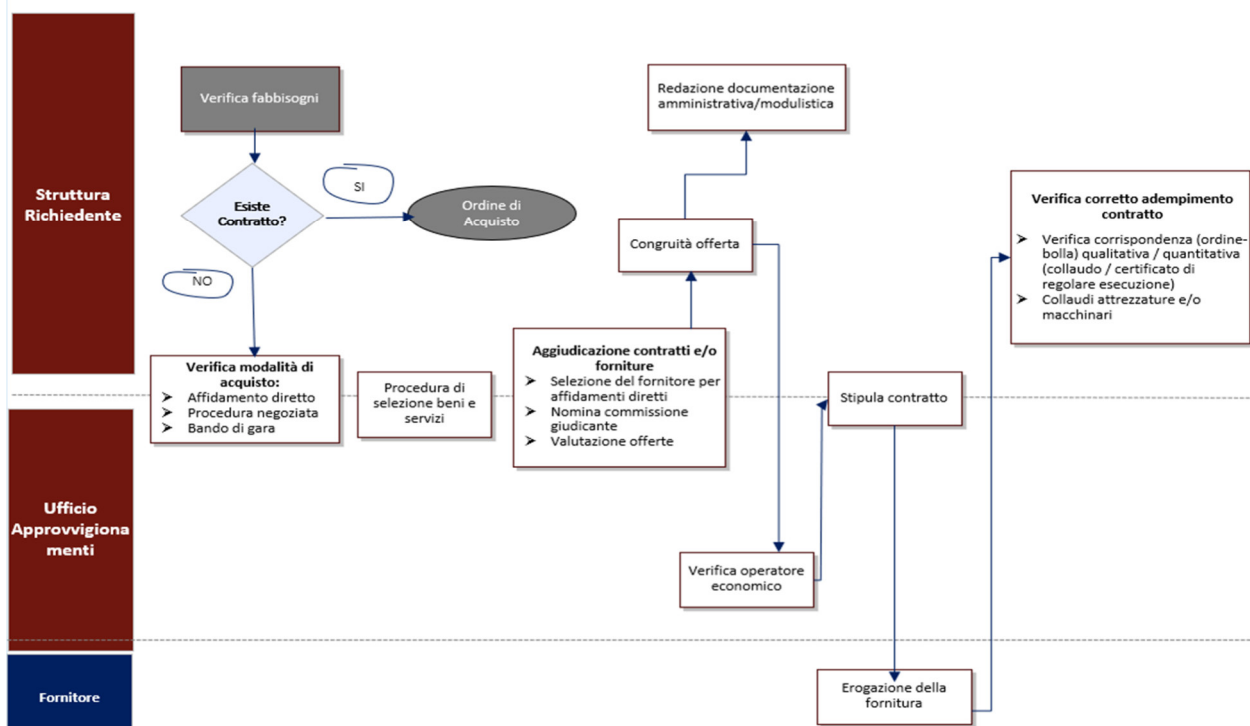 Struttura
Richiedente
Verifica fabbisogni
Esiste
Contratto?
SI
Ordine di
Acquisto
NO
Verifica modalità di
acquisto:
➢ Affidamento diretto
➢ Procedura negoziata
➢ Bando di gara
Procedura di
selezione beni e
servizi
Aggiudicazione contratti e/o
forniture
➢ Selezione del fornitore per
affidamenti diretti
➢ Nomina commissione
giudicante
➢ Valutazione offerte
Redazione documentazione
amministrativa/modulistica
Congruità offerta
Verifica corretto adempimento
contratto
➢ Verifica corrispondenza (ordine-
bolla) qualitativa / quantitativa
(collaudo / certificato di
regolare esecuzione)
➢ Collaudi attrezzature e/o
macchinari
Stipula contratto
Ufficio
Approvvigiona
menti
Verifica operatore
economico
Fornitore
Erogazione della
fornitura